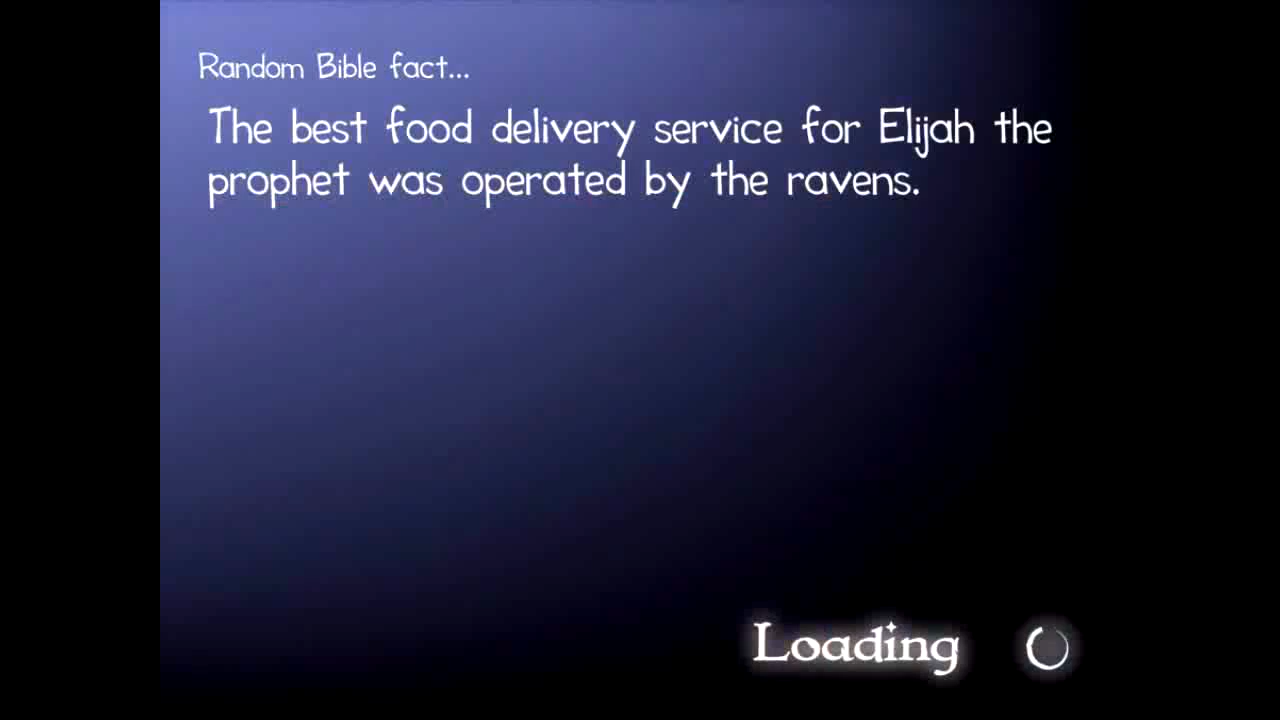 Random Bible fact...
The best food delivery service for Elijah the
prophet was operated by the ravens.
Loading